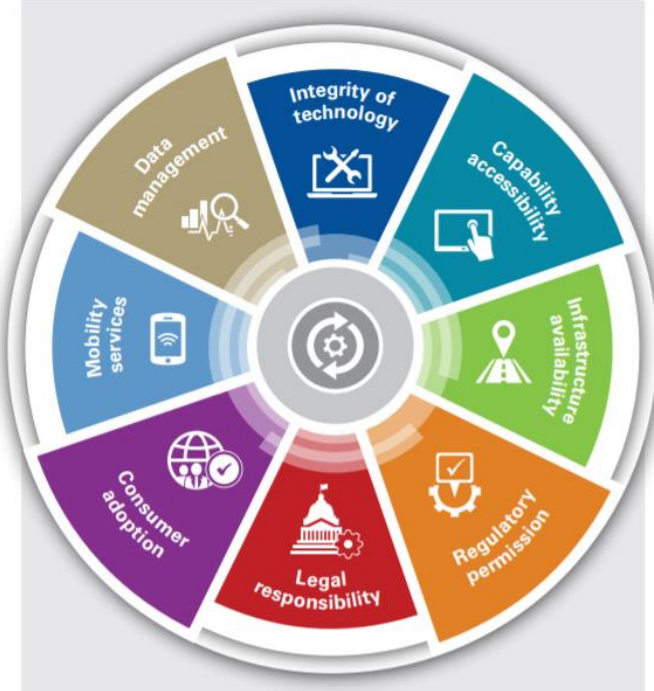 Integrity of
technology
Capability
accessibility
Infrastructure
availability
Regulatory
permission
Legal
responsibility
Consumer
adoption
Mobility
services
Data
management